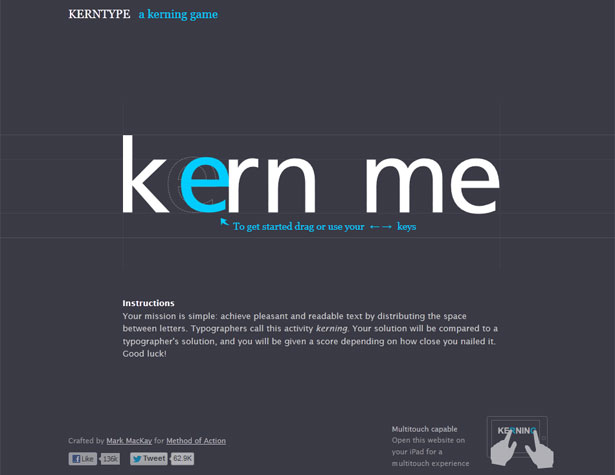 KERNTYPE a kerning game
kern me
To get started drag or use your ←→ keys
Instructions
Your mission is simple: achieve pleasant and readable text by distributing the space
between letters. Typographers call this activity kerning. Your solution will be compared to a
typographer's solution, and you will be given a score depending on how close you nailed it.
Good luck!
Crafted by Mark MacKay for Method of Action
Like 136k Tweet 62.9K
Multitouch capable
Open this website on
your iPad for a
multitouch experience
KERNING